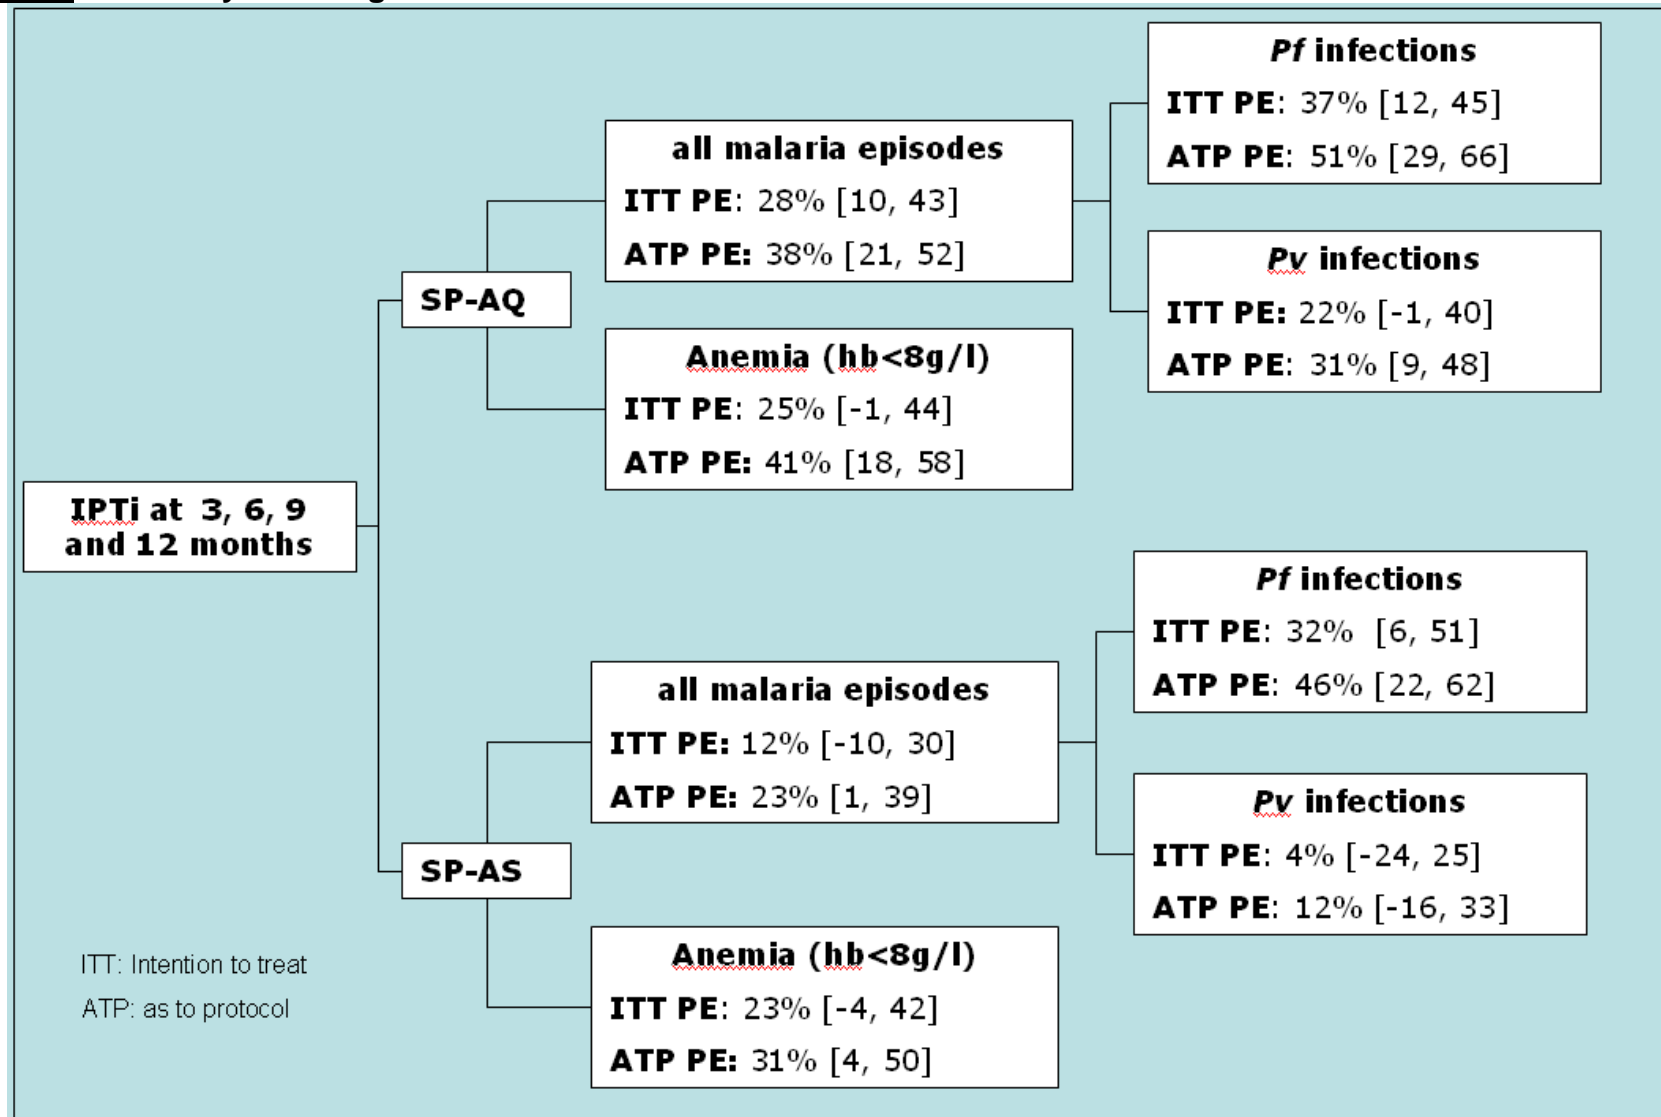 Pf infections
ITT PE: 37% [12, 45]
ATP PE: 51% [29, 66]
all malaria episodes
ITT PE: 28% [10, 43]
ATP PE: 38% [21, 52]
Pv infections
ITT PE: 22% [-1, 40]
ATP PE: 31% [9, 48]
SP-AQ
Anemia (hb<8g/l)
ITT PE: 25% [-1, 44]
ATP PE: 41% [18, 58]
IPTi at 3, 6, 9
and 12 months
Pf infections
ITT PE: 32% [6, 51]
ATP PE: 46% [22, 62]
all malaria episodes
ITT PE: 12% [-10, 30]
ATP PE: 23% [1, 39]
Pv infections
ITT PE: 4% [-24, 25]
ATP PE: 12% [-16, 33]
SP-AS
Anemia (hb<8g/l)
ITT PE: 23% [-4, 42]
ATP PE: 31% [4, 50]
ITT: Intention to treat
ATP: as to protocol